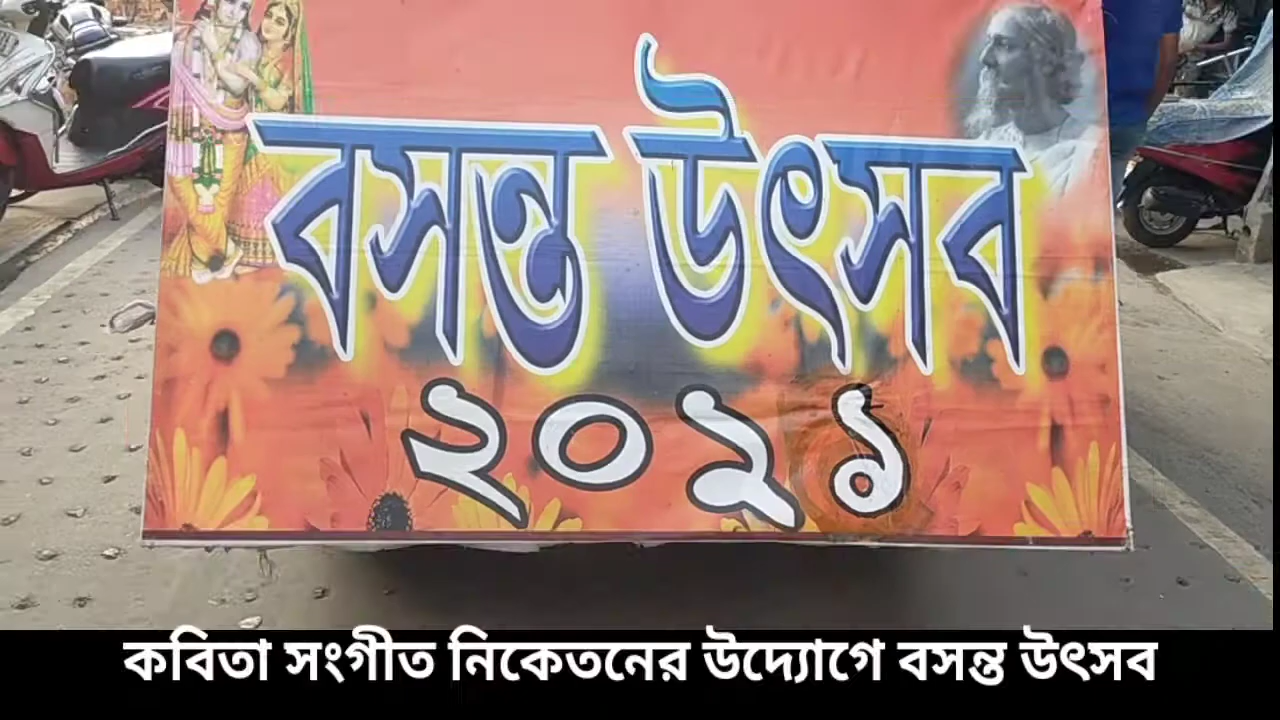 বসন্ত উৎসব
২০২১
কবিতা সংগীত নিকেতনের উদ্যোগে বসন্ত উৎসব